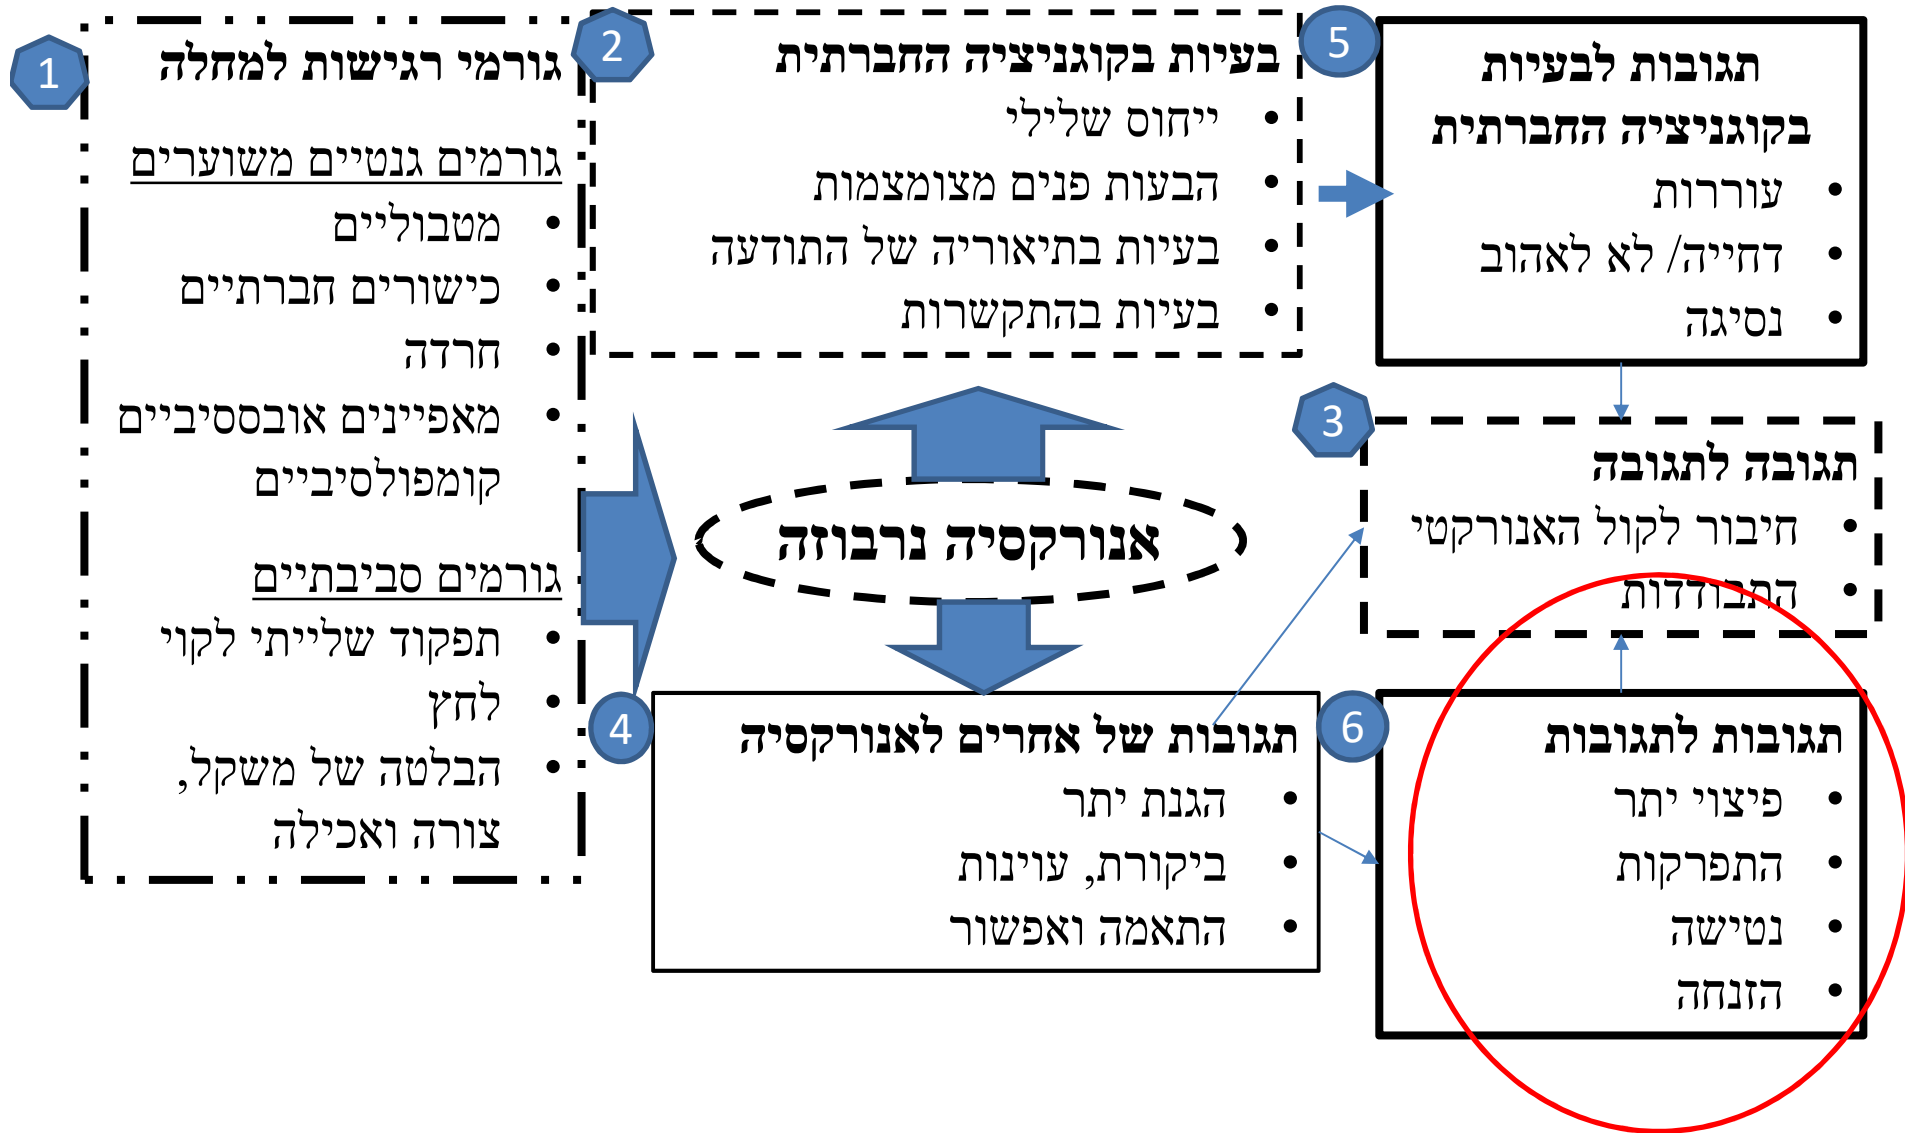 1
גורמי רגישות למחלה
גורמים גנטיים משוערים
• מטבוליים
• כישורים חברתיים
• חרדה
• מאפיינים אובססיביים
קומפולסיביים
גורמים סביבתיים
• תפקוד שלייתי לקוי
• לחץ
• הבלטה של משקל,
צורה ואכילה
2
בעיות בקוגניציה החברתית
• ייחוס שלילי
• הבעות פנים מצומצמות
• בעיות בתיאוריה של התודעה
• בעיות בהתקשרות
5
תגובות לבעיות
בקוגניציה החברתית
• עוררות
• דחייה/ לא לאהוב
• נסיגה
אנורקסיה נרבוזה
3
תגובה לתגובה
• חיבור לקול האנורקטי
• התבודדות
4
תגובות של אחרים לאנורקסיה
• הגנת יתר
• ביקורת, עוינות
• התאמה ואפשור
6
תגובות לתגובות
• פיצוי יתר
• התפרקות
• נטישה
• הזנחה